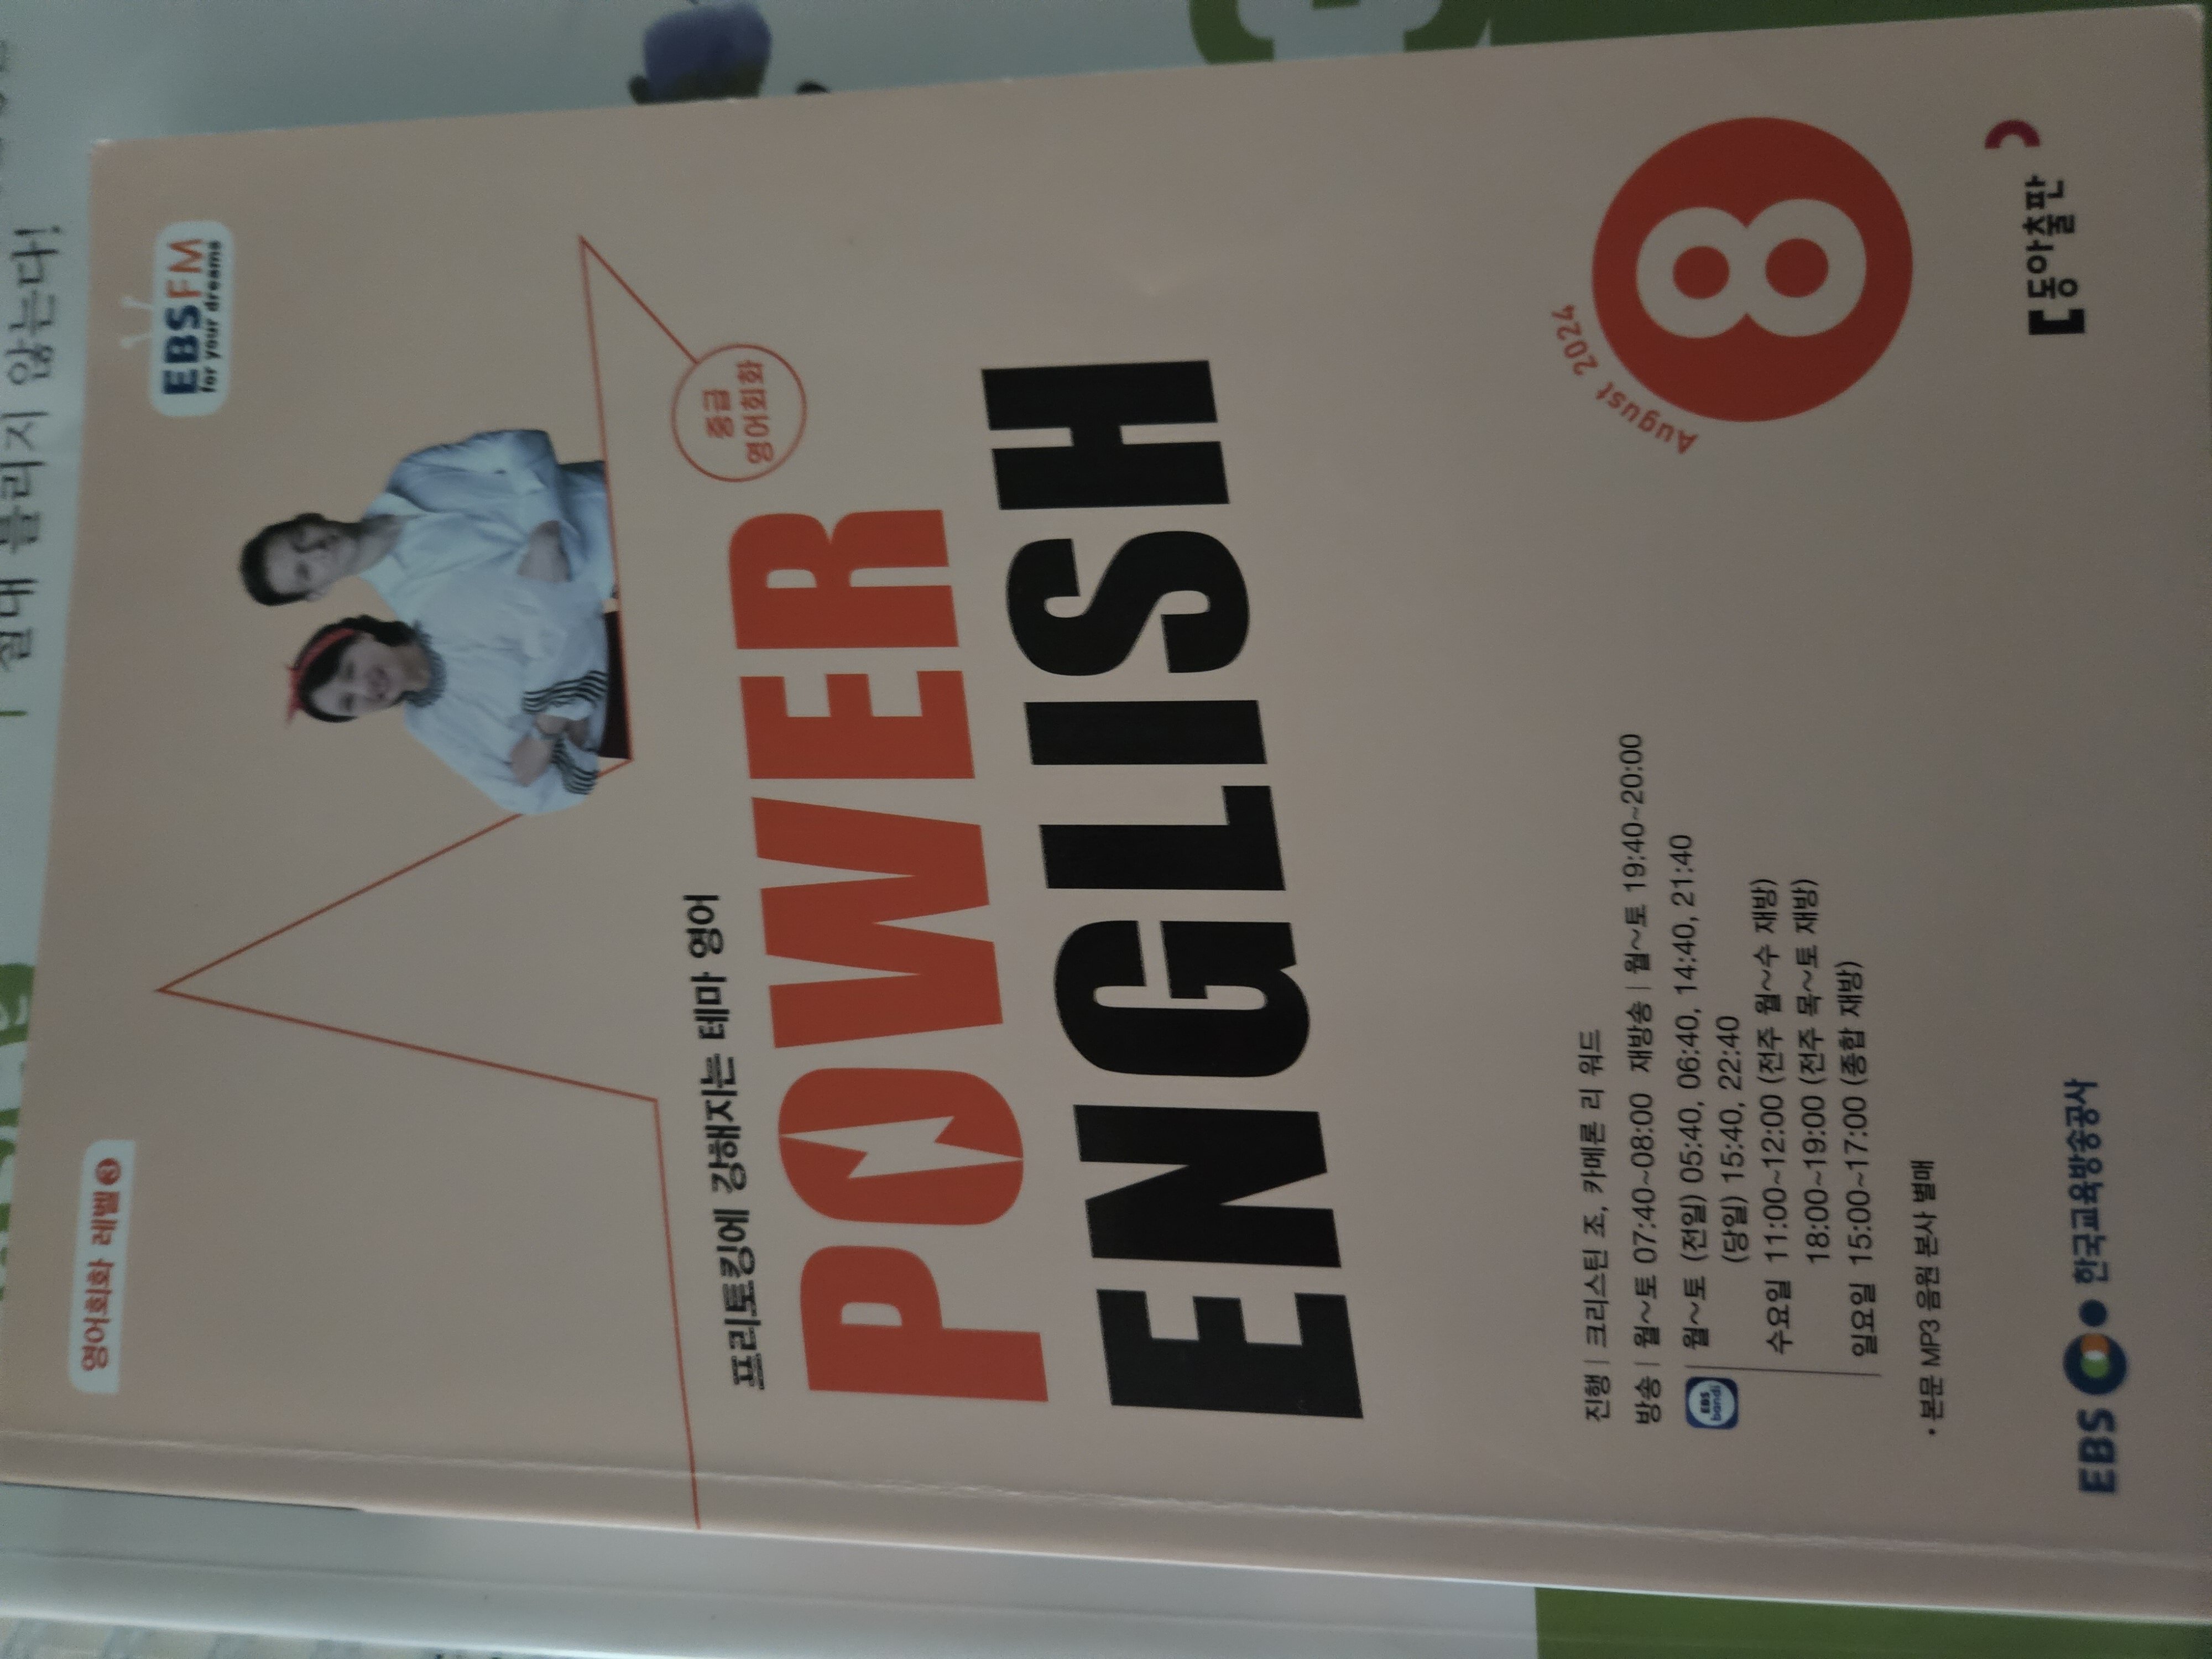 영어회화 레벨 3
EBS FM
for your dreams
중급
영어회화
프리토킹에 강해지는 테마 영어
POWER
ENGLISH
진행 | 크리스틴 조, 카메론 리 워드
방송 | 월~토 07:40~08:00 재방송 | 월~토 19:40~20:00
EBS bandi
월~토 (전일) 05:40, 06:40, 14:40, 21:40
(당일) 15:40, 22:40
수요일 11:00~12:00 (전주 월~수 재방)
18:00~19:00 (전주 목~토 재방)
일요일 15:00~17:00 (종합 재방)
• 본문 MP3 음원 본사 별매
August 2024
8
EBS 한국교육방송공사
동아출판
절대 틀리지 않는다!